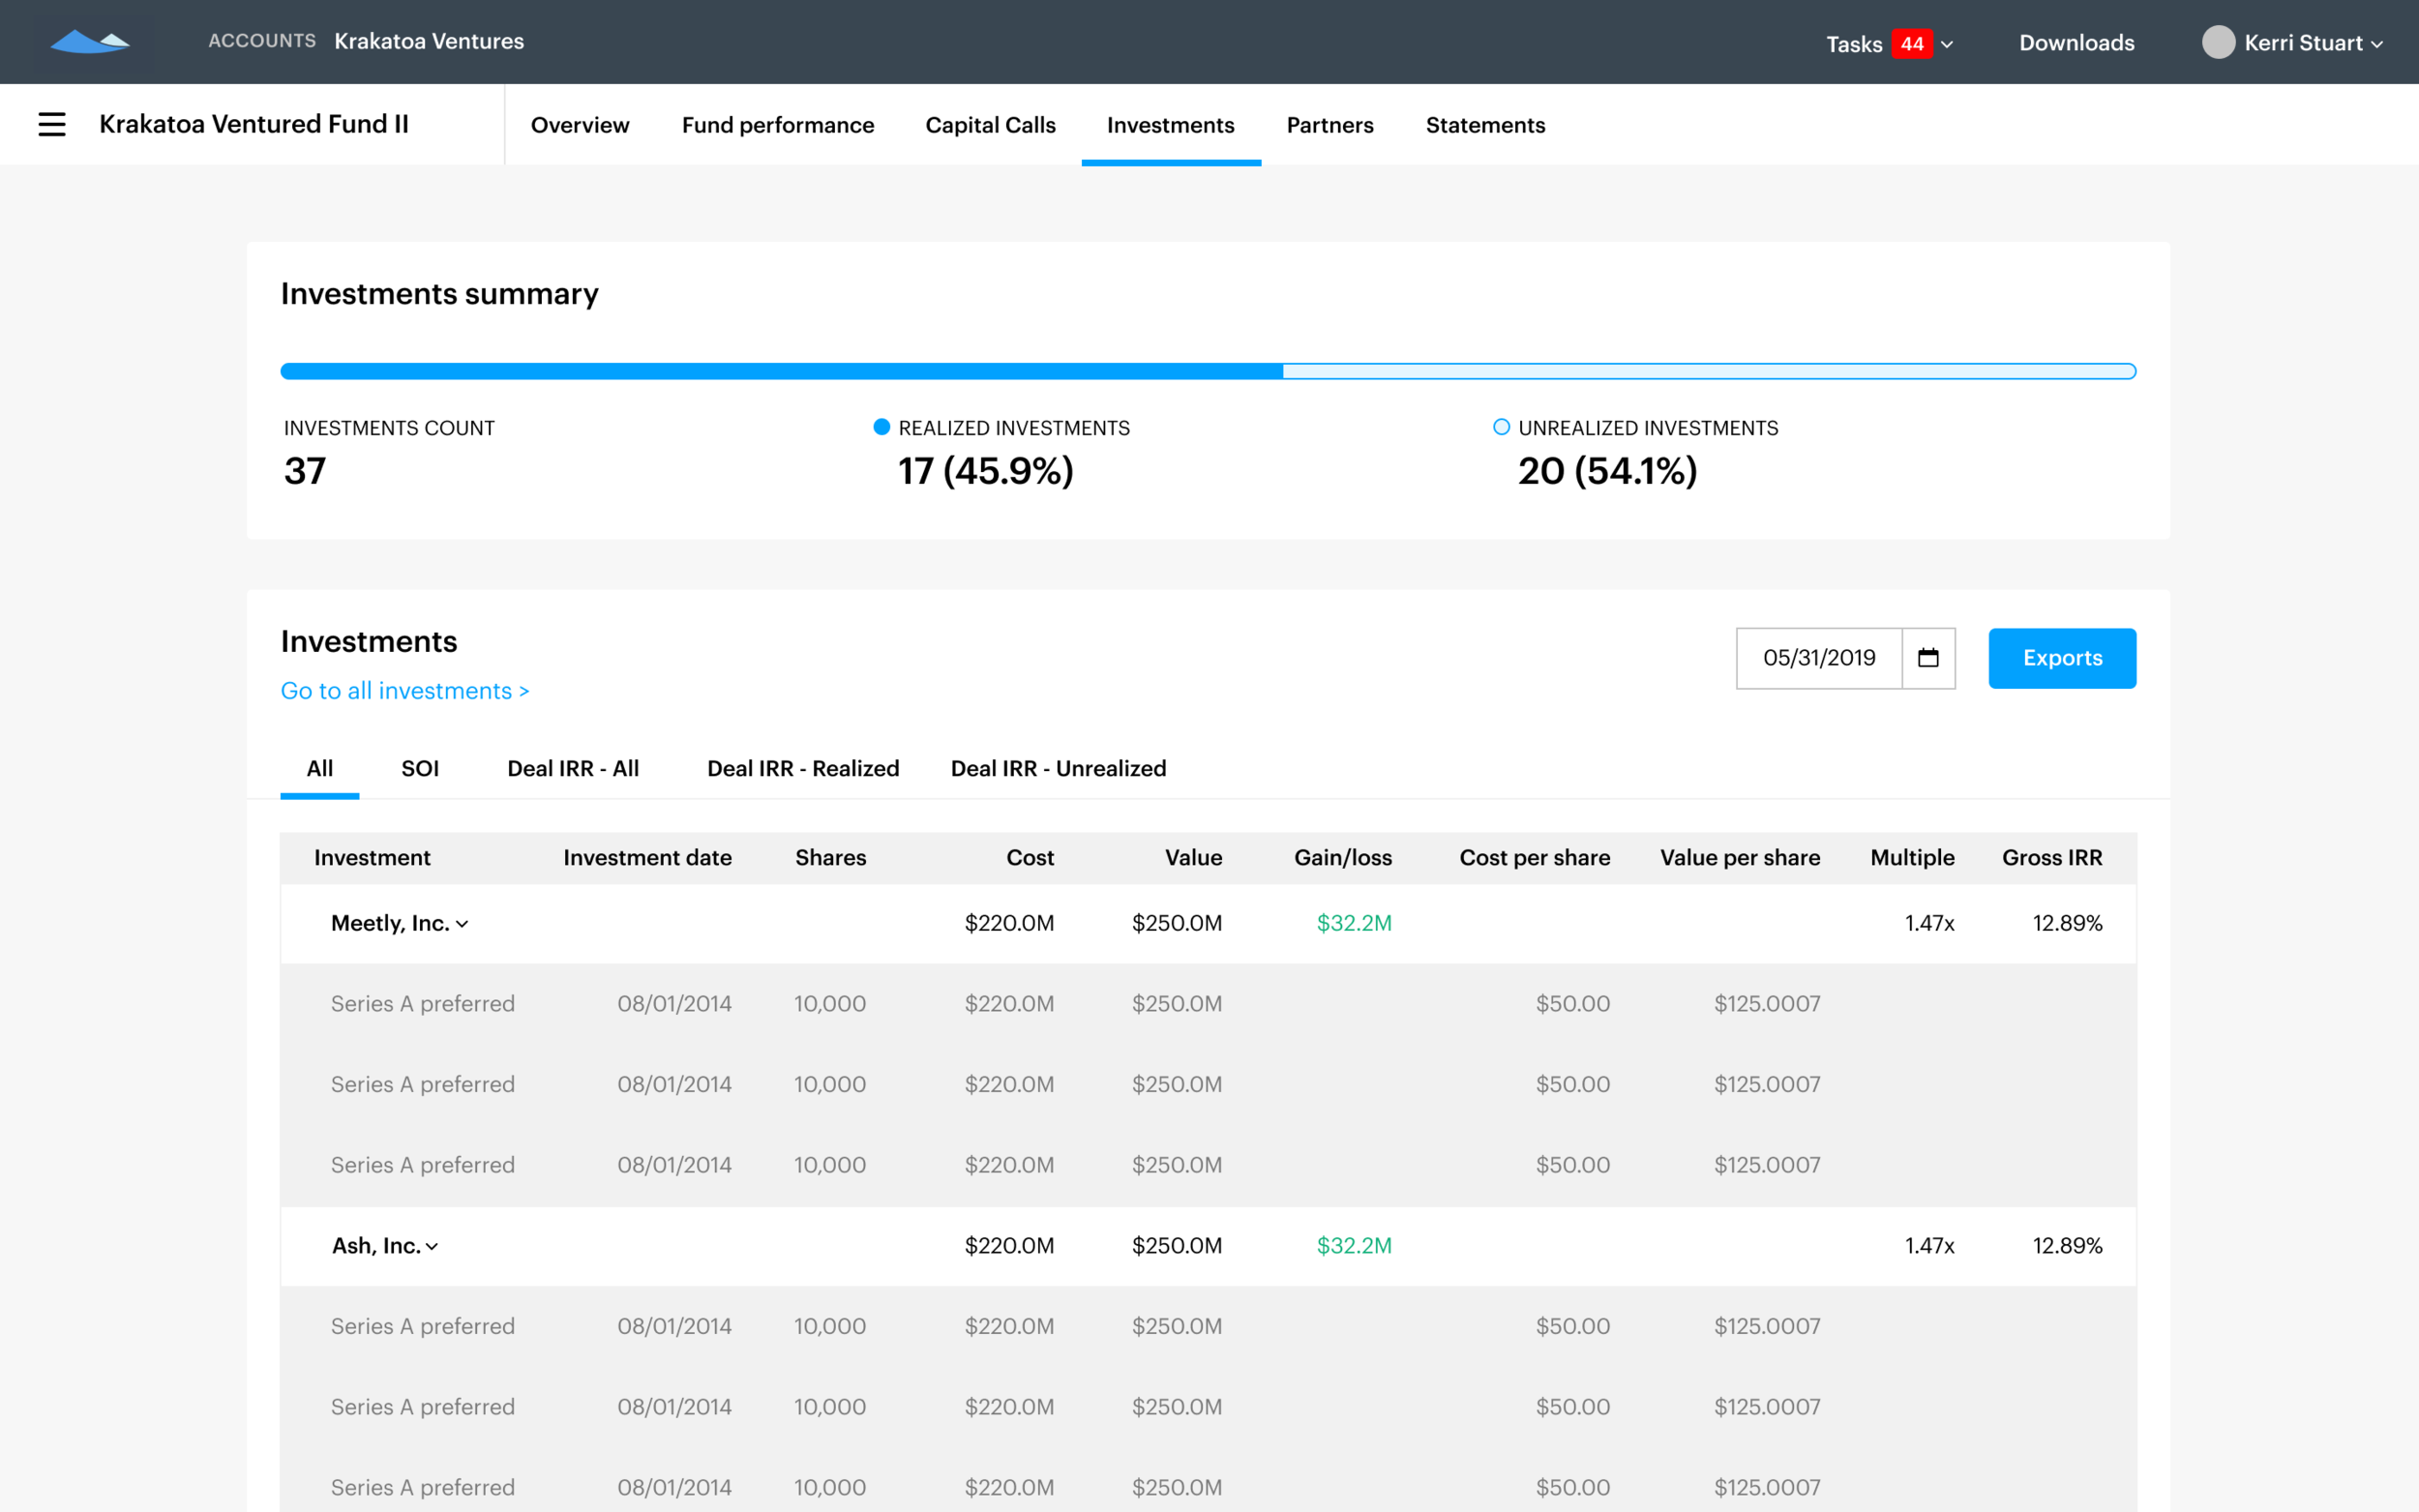 ACCOUNTS Krakatoa Ventures Tasks 44 Downloads Kerri Stuart
Krakatoa Ventured Fund II Overview Fund performance Capital Calls Investments Partners Statements
Investments summary
INVESTMENTS COUNT REALIZED INVESTMENTS UNREALIZED INVESTMENTS
37 17 (45.9%) 20 (54.1%)
Investments
05/31/2019 Exports
Go to all investments >
All SOI Deal IRR - All Deal IRR - Realized Deal IRR - Unrealized
Investment Investment date Shares Cost Value Gain/loss Cost per share Value per share Multiple Gross IRR
Meetly, Inc. $220.0M $250.0M $32.2M 1.47x 12.89%
Series A preferred 08/01/2014 10,000 $220.0M $250.0M $50.00 $125.0007
Series A preferred 08/01/2014 10,000 $220.0M $250.0M $50.00 $125.0007
Series A preferred 08/01/2014 10,000 $220.0M $250.0M $50.00 $125.0007
Ash, Inc. $220.0M $250.0M $32.2M 1.47x 12.89%
Series A preferred 08/01/2014 10,000 $220.0M $250.0M $50.00 $125.0007
Series A preferred 08/01/2014 10,000 $220.0M $250.0M $50.00 $125.0007
Series A preferred 08/01/2014 10,000 $220.0M $250.0M $50.00 $125.0007